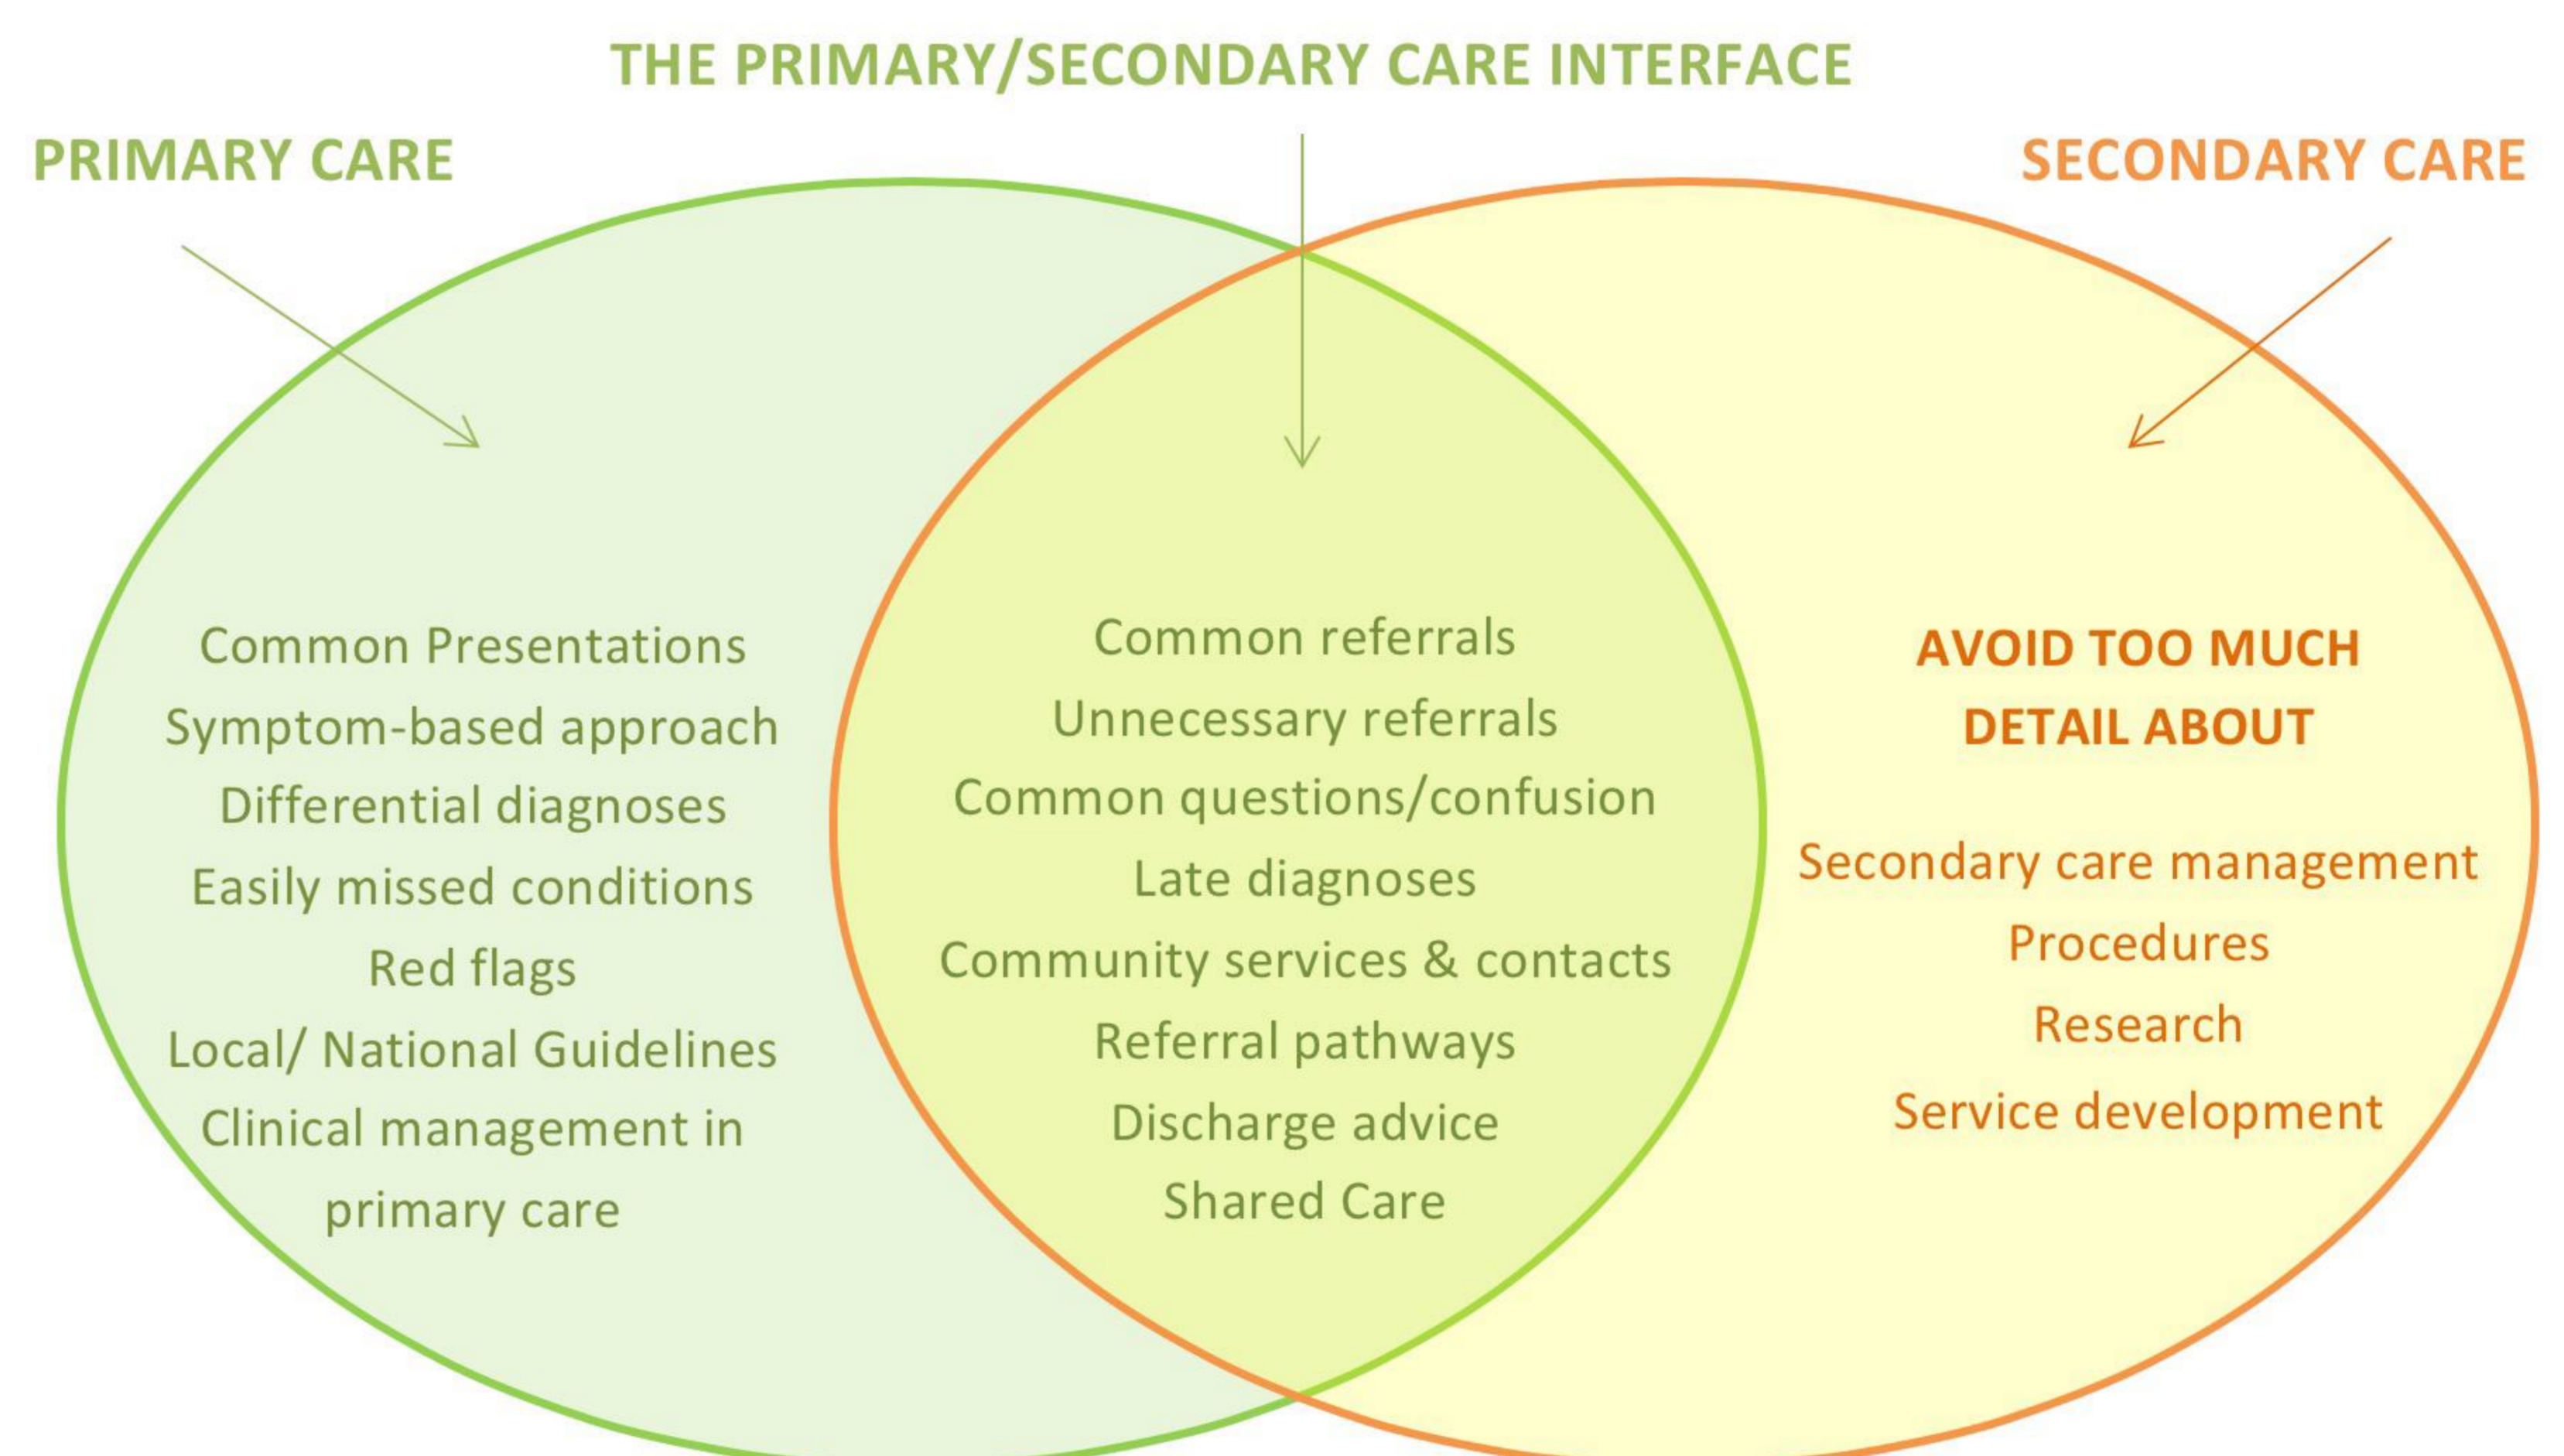 THE PRIMARY/SECONDARY CARE INTERFACE
PRIMARY CARE
SECONDARY CARE
Common Presentations
Symptom-based approach
Differential diagnoses
Easily missed conditions
Red flags
Local/ National Guidelines
Clinical management in
primary care
Common referrals
Unnecessary referrals
Common questions/confusion
Late diagnoses
Community services & contacts
Referral pathways
Discharge advice
Shared Care
AVOID TOO MUCH
DETAIL ABOUT
Secondary care management
Procedures
Research
Service development